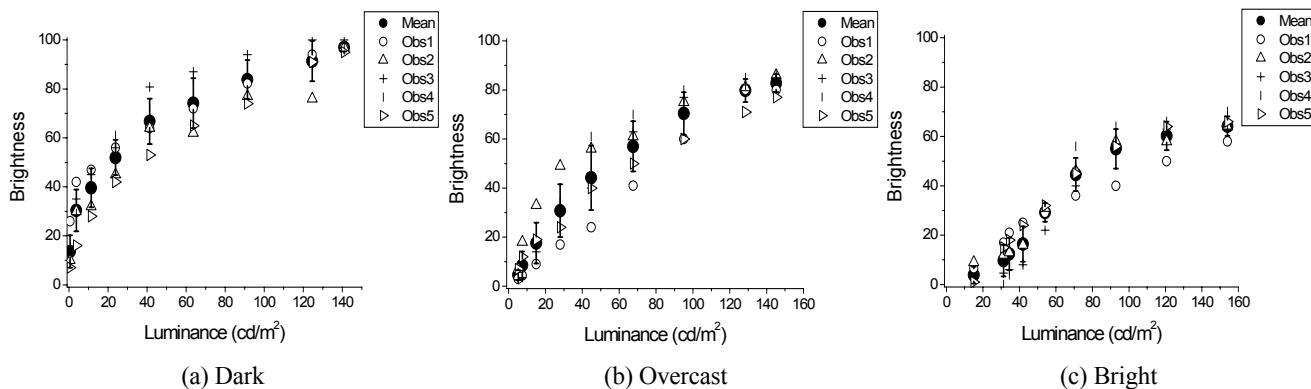 Mean
Obs1
Obs2
Obs3
Obs4
Obs5
100
80
60
40
20
0
Brightness
0 20 40 60 80 100 120 140
Luminance (cd/m²)
(a) Dark
Mean
Obs1
Obs2
Obs3
Obs4
Obs5
100
80
60
40
20
0
Brightness
0 20 40 60 80 100 120 140
Luminance (cd/m²)
(b) Overcast
Mean
Obs1
Obs2
Obs3
Obs4
Obs5
100
80
60
40
20
0
Brightness
0 20 40 60 80 100 120 140 160
Luminance (cd/m²)
(c) Bright